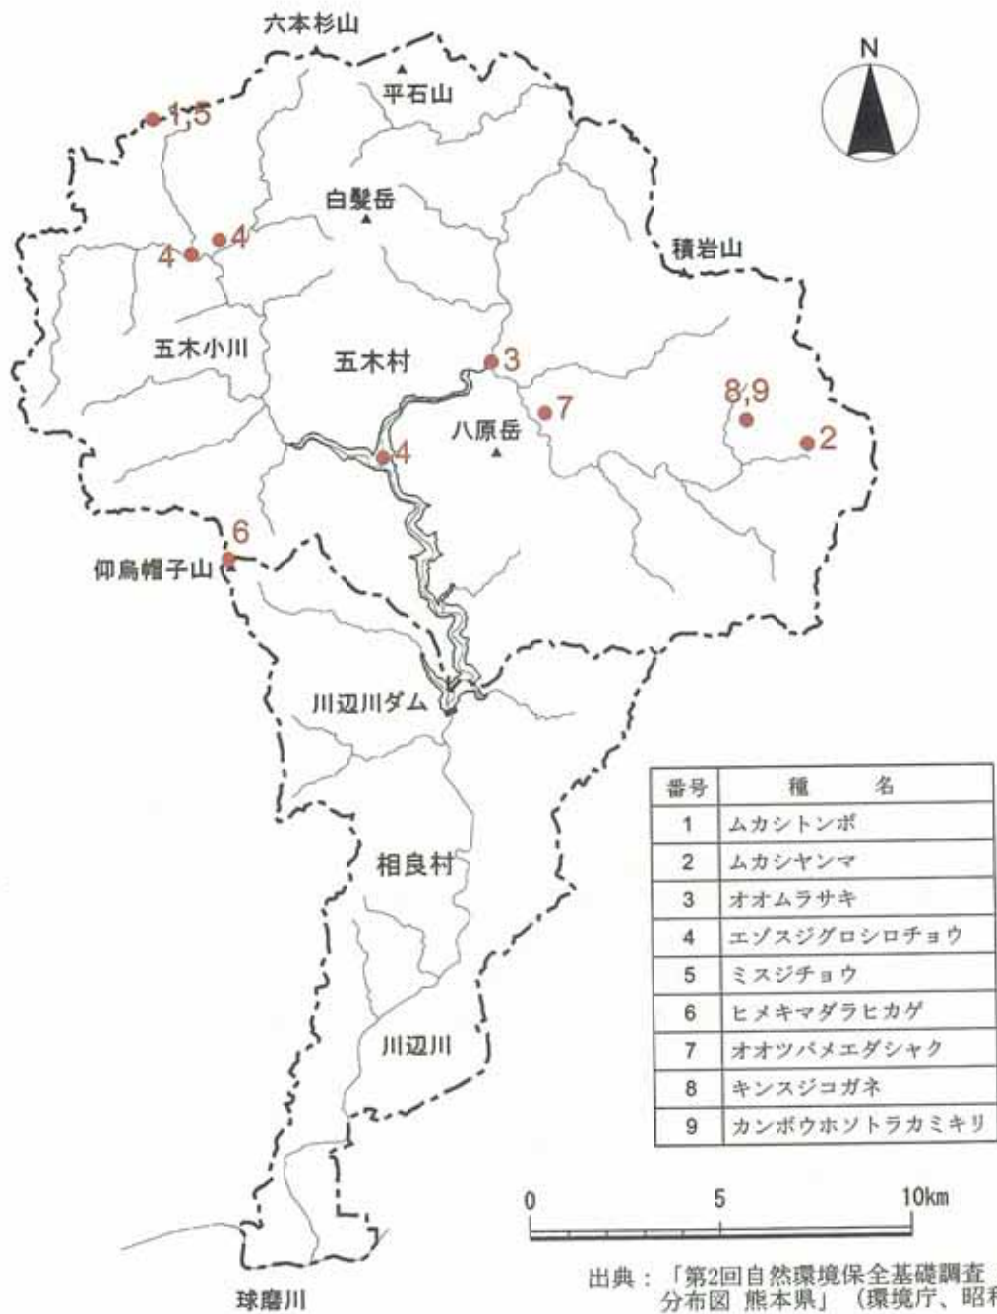 六本杉山
平石山
N
1,5
白髪岳
4
4
積岩山
五木小川
五木村
3
8,9
7
八原岳
2
4
6
仰烏帽子山
川辺川ダム
番号 種 名
1 ムカシトンボ
2 ムカシヤンマ
3 オオムラサキ
4 エゾスジグロシロチョウ
5 ミスジチョウ
6 ヒメキマダラヒカゲ
7 オオツバメエダシャク
8 キンスジコガネ
9 カンボウホソトラカミキリ
相良村
川辺川
0 5 10km
球磨川
出典：「第2回自然環境保全基礎調査
分布図 熊本県」（環境庁、昭和